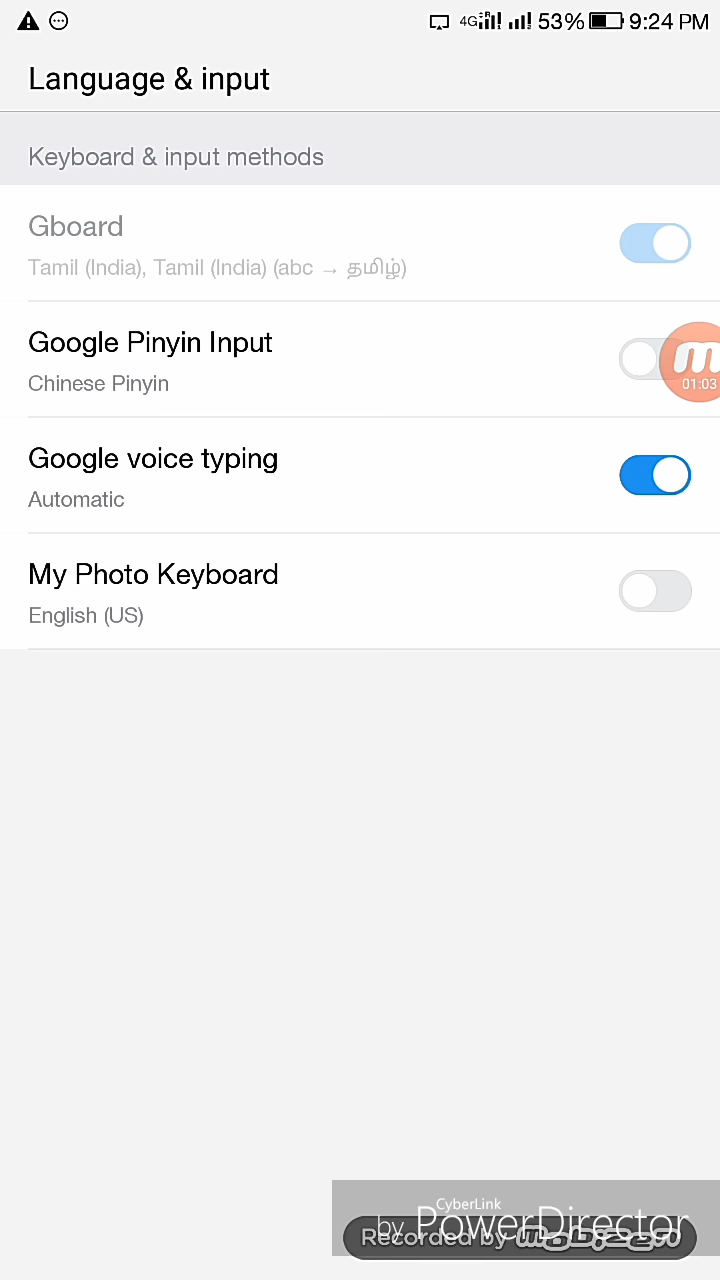 4G R 53% 9:24 PM
Language & input
Keyboard & input methods
Gboard
Tamil (India), Tamil (India) (abc → தமிழ்)
Google Pinyin Input
Chinese Pinyin
01:03
Google voice typing
Automatic
My Photo Keyboard
English (US)
CyberLink
by PowerDirector
Recorded by